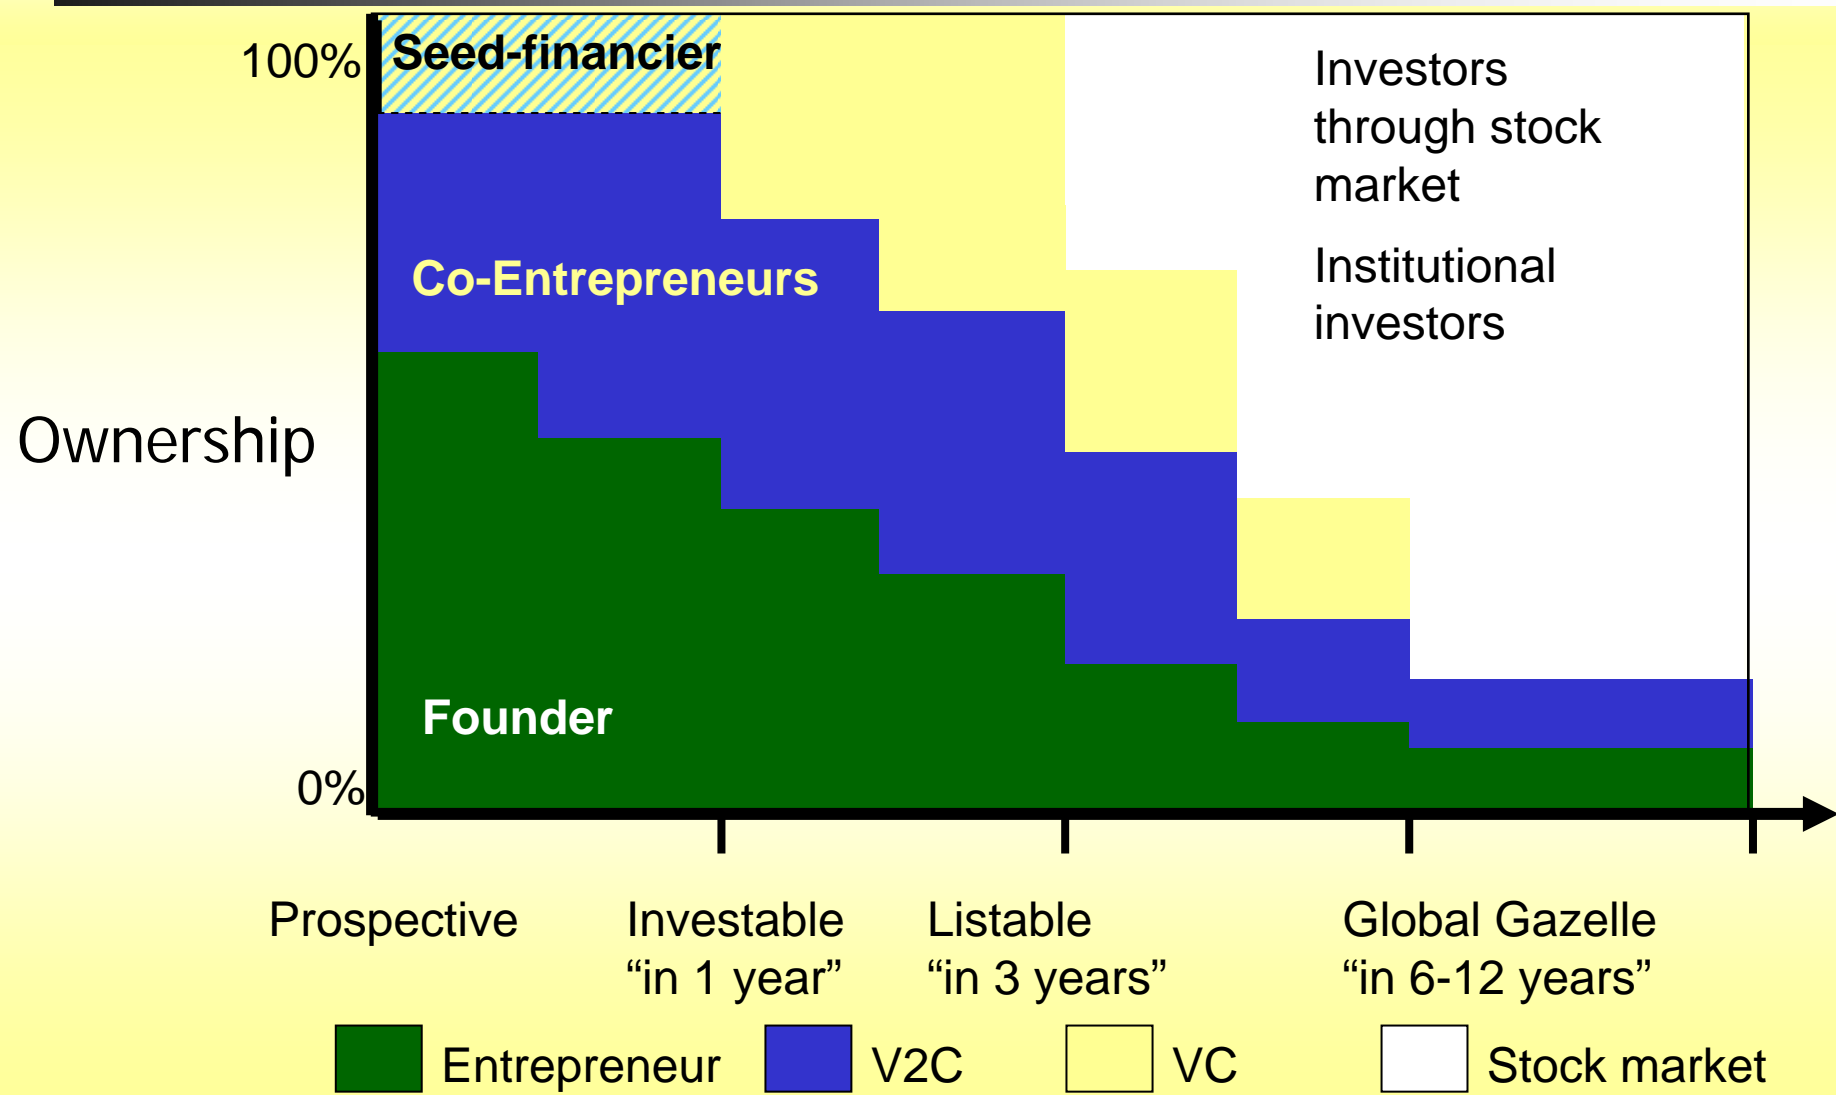 100%
Seed-financier
Investors
through stock
market
Institutional
investors
Co-Entrepreneurs
Ownership
Founder
0%
Prospective
Investable
“in 1 year”
Listable
“in 3 years”
Global Gazelle
“in 6-12 years”
Entrepreneur
V2C
VC
Stock market